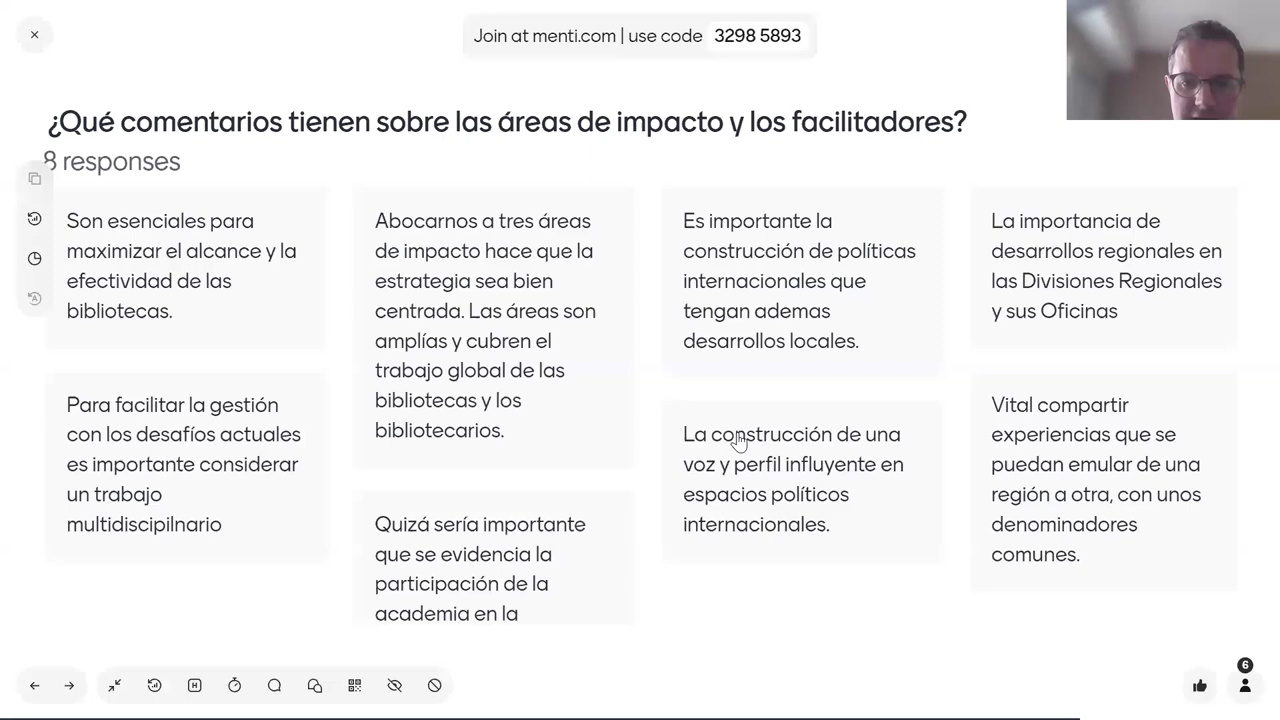 Join at menti.com | use code 3298 5893
¿Qué comentarios tienen sobre las áreas de impacto y los facilitadores?
8 responses
Son esenciales para
maximizar el alcance y la
efectividad de las
bibliotecas.
Para facilitar la gestión
con los desafíos actuales
es importante considerar
un trabajo
multidiscipilnario
Abocarnos a tres áreas
de impacto hace que la
estrategia sea bien
centrada. Las áreas son
amplías y cubren el
trabajo global de las
bibliotecas y los
bibliotecarios.
Quizá sería importante
que se evidencia la
participación de la
academia en la
Es importante la
construcción de políticas
internacionales que
tengan ademas
desarrollos locales.
La construcción de una
voz y perfil influyente en
espacios políticos
internacionales.
La importancia de
desarrollos regionales en
las Divisiones Regionales
y sus Oficinas
Vital compartir
experiencias que se
puedan emular de una
región a otra, con unos
denominadores
comunes.
6